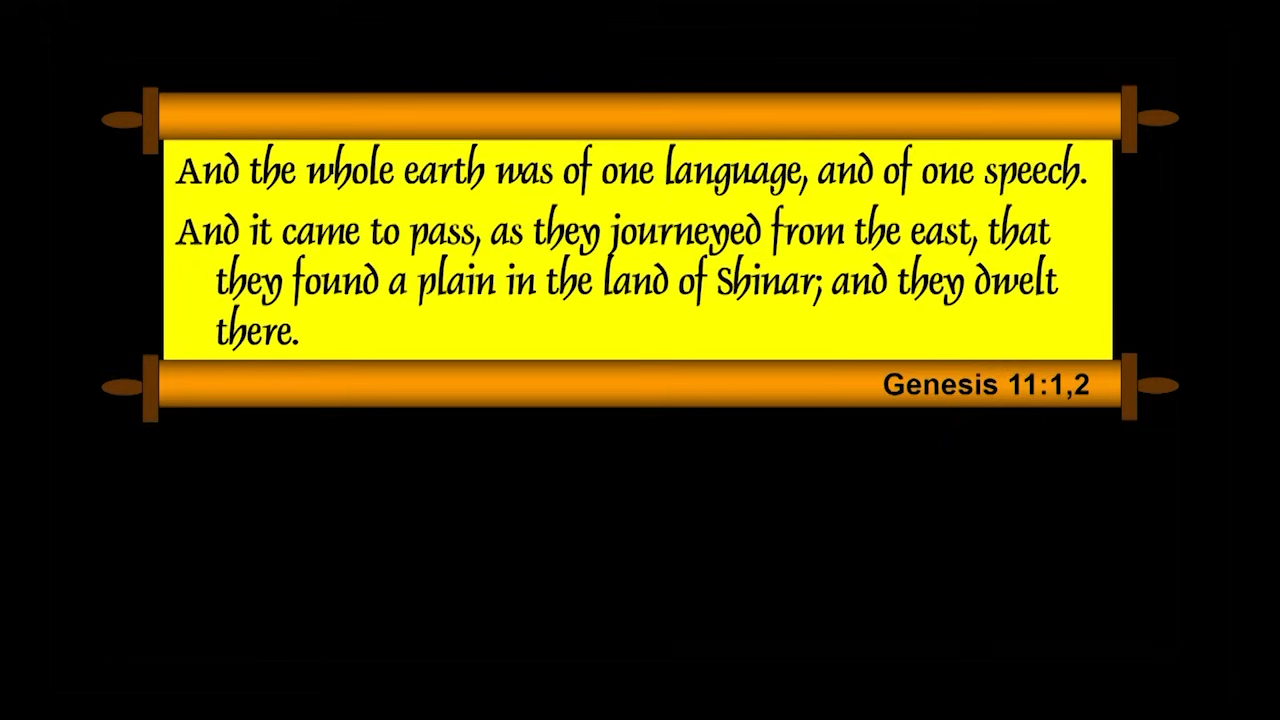 And the whole earth was of one language, and of one speech.
And it came to pass, as they journeyed from the east, that
they found a plain in the land of Shinar; and they dwelt
there.
Genesis 11:1,2